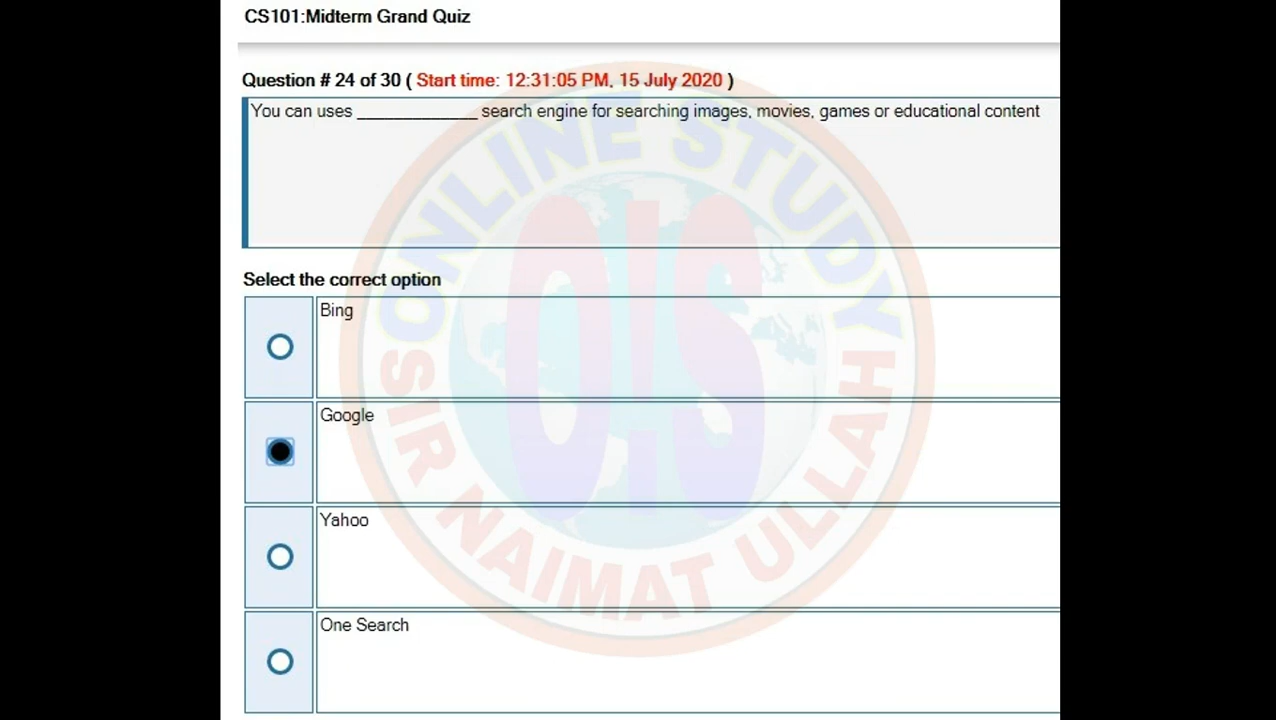 CS101:Midterm Grand Quiz
Question # 24 of 30 ( Start time: 12:31:05 PM, 15 July 2020 )
You can uses _____________ search engine for searching images, movies, games or educational content
Select the correct option
Bing
Google
Yahoo
One Search
ONLINE STUDY
O!S
SIR NAIMAT ULLAH